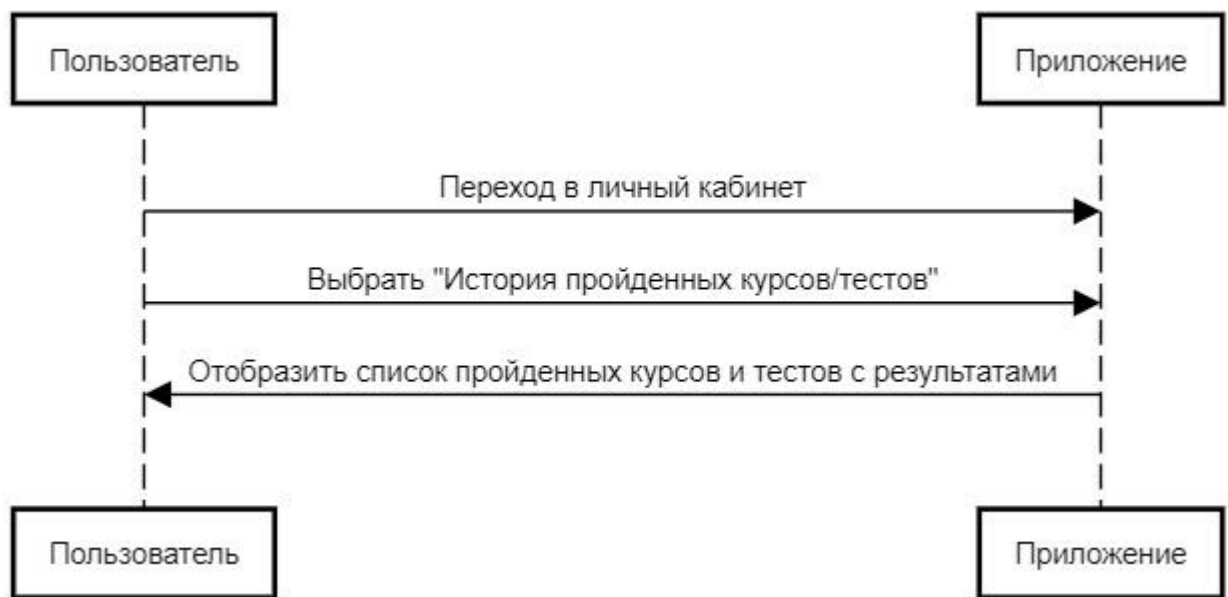 Пользователь
Приложение
Переход в личный кабинет
Выбрать "История пройденных курсов/тестов"
Отобразить список пройденных курсов и тестов с результатами
Пользователь
Приложение